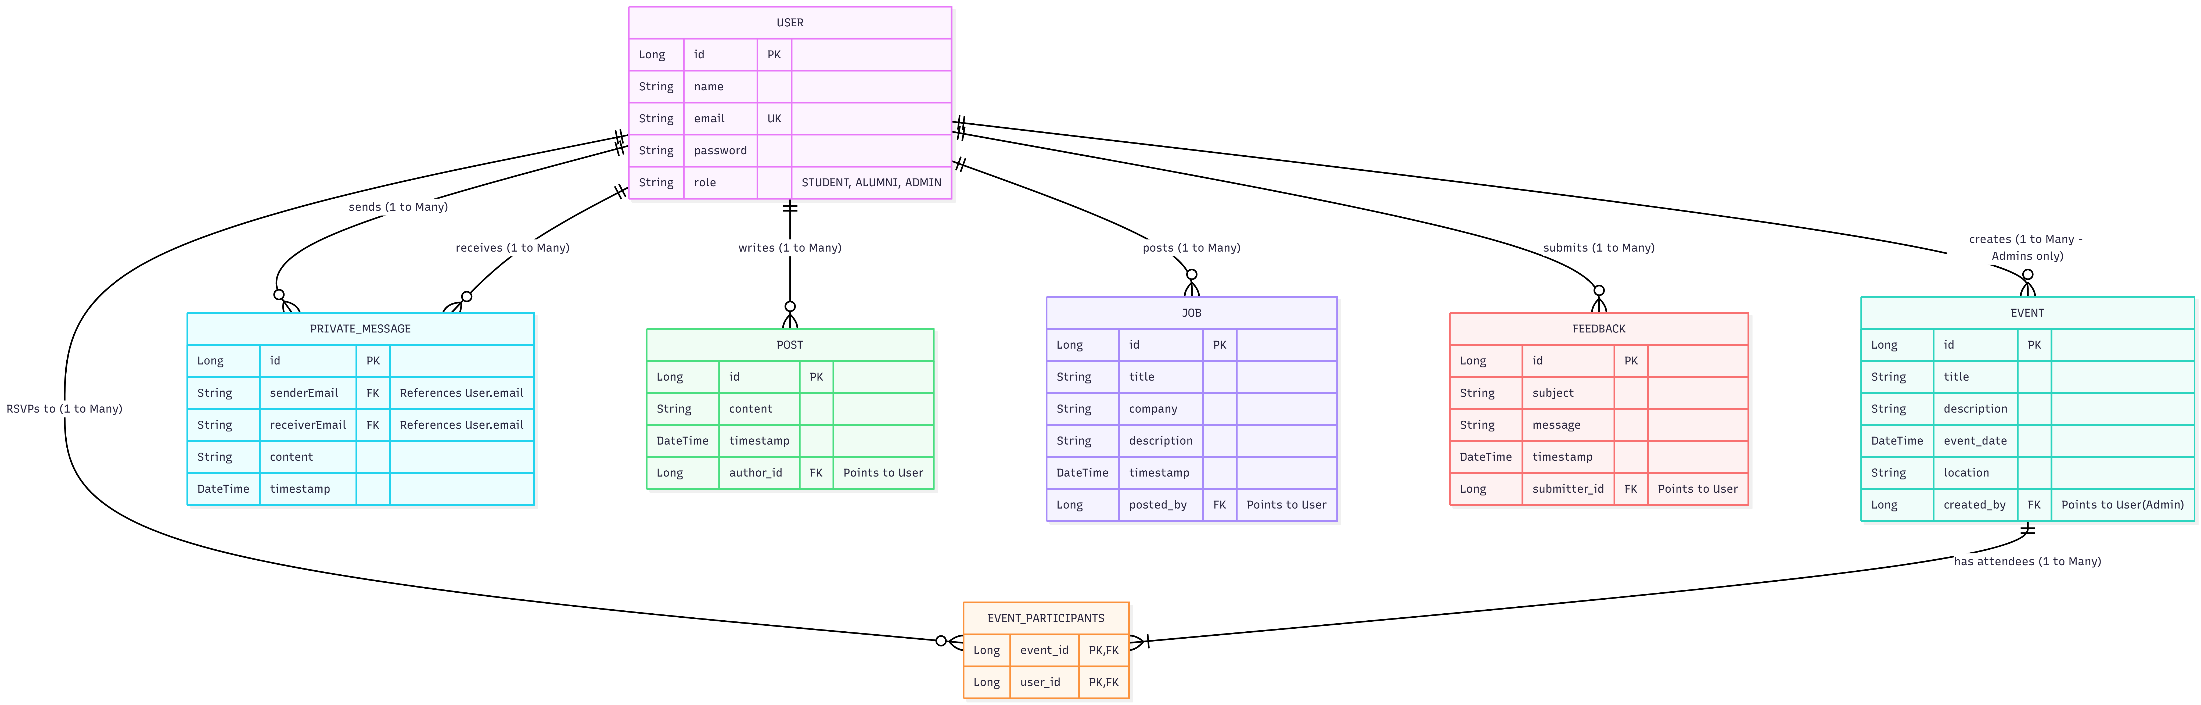 USER
Long id PK
String name
String email UK
String password
String role STUDENT, ALUMNI, ADMIN
sends (1 to Many)
receives (1 to Many)
writes (1 to Many)
posts (1 to Many)
submits (1 to Many)
creates (1 to Many -
Admins only)
RSVPs to (1 to Many)
PRIVATE_MESSAGE
Long id PK
String senderEmail FK References User.email
String receiverEmail FK References User.email
String content
DateTime timestamp
POST
Long id PK
String content
DateTime timestamp
Long author_id FK Points to User
JOB
Long id PK
String title
String company
String description
DateTime timestamp
Long posted_by FK Points to User
FEEDBACK
Long id PK
String subject
String message
DateTime timestamp
Long submitter_id FK Points to User
EVENT
Long id PK
String title
String description
DateTime event_date
String location
Long created_by FK Points to User(Admin)
has attendees (1 to Many)
EVENT_PARTICIPANTS
Long event_id PK,FK
Long user_id PK,FK